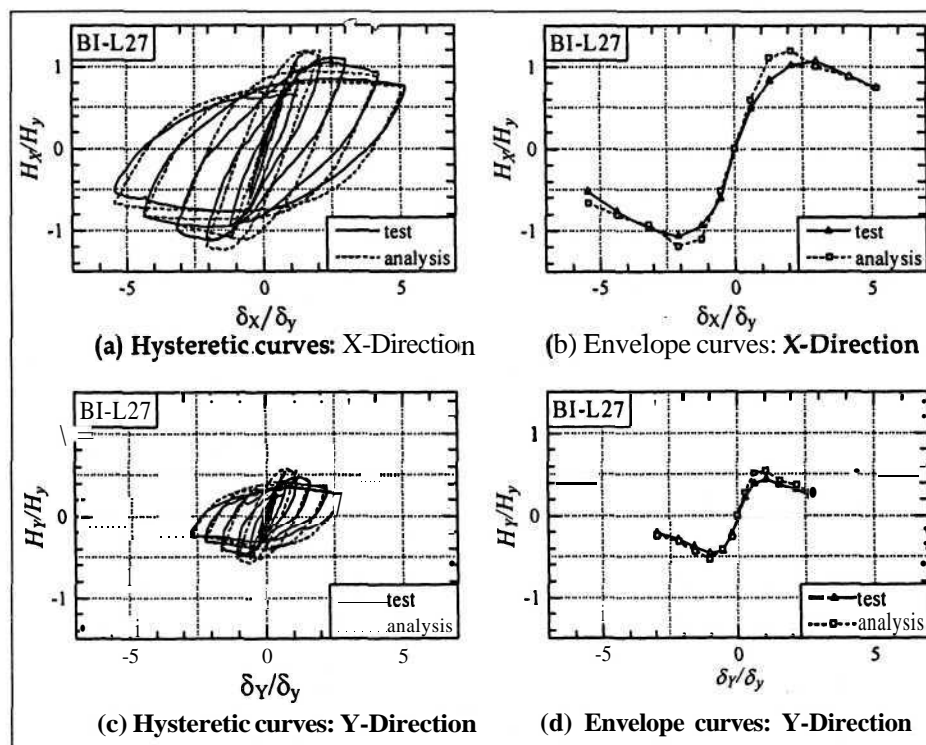 BI-L27
H_X/H_y
1
0
-1
test
analysis
-5
0
5
δ_X/δ_y
(a) Hysteretic curves: X-Direction
BI-L27
H_X/H_y
1
0
-1
test
analysis
-5
0
5
δ_X/δ_y
(b) Envelope curves: X-Direction
BI-L27
H_Y/H_y
1
0
-1
test
analysis
-5
0
5
δ_Y/δ_y
(c) Hysteretic curves: Y-Direction
BI-L27
H_Y/H_y
1
0
-1
test
analysis
-5
0
5
δ_Y/δ_y
(d) Envelope curves: Y-Direction